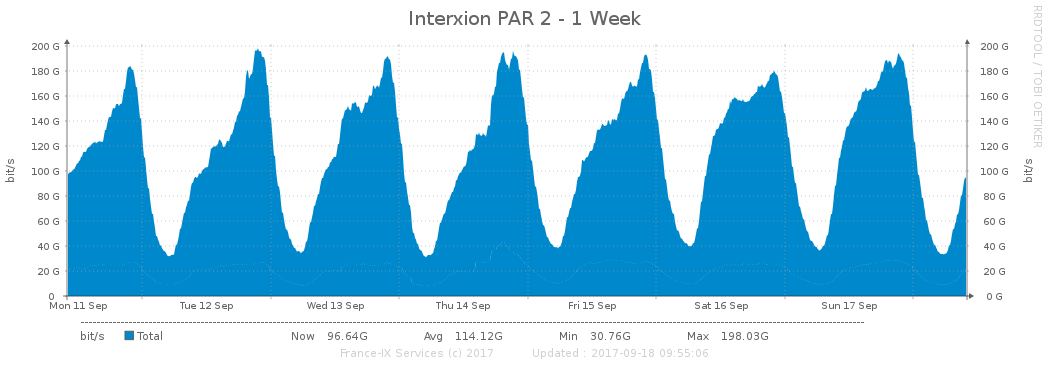 Interxion PAR 2 - 1 Week
RRDTOOL / TOBI OETIKER
bit/s
200 G 200 G
180 G 180 G
160 G 160 G
140 G 140 G
120 G 120 G
100 G 100 G
80 G 80 G
60 G 60 G
40 G 40 G
20 G 20 G
0 0 G
bit/s
Mon 11 Sep Tue 12 Sep Wed 13 Sep Thu 14 Sep Fri 15 Sep Sat 16 Sep Sun 17 Sep
bit/s Total Now 96.64G Avg 114.12G Min 30.76G Max 198.03G
France-IX Services (c) 2017 Updated : 2017-09-18 09:55:06